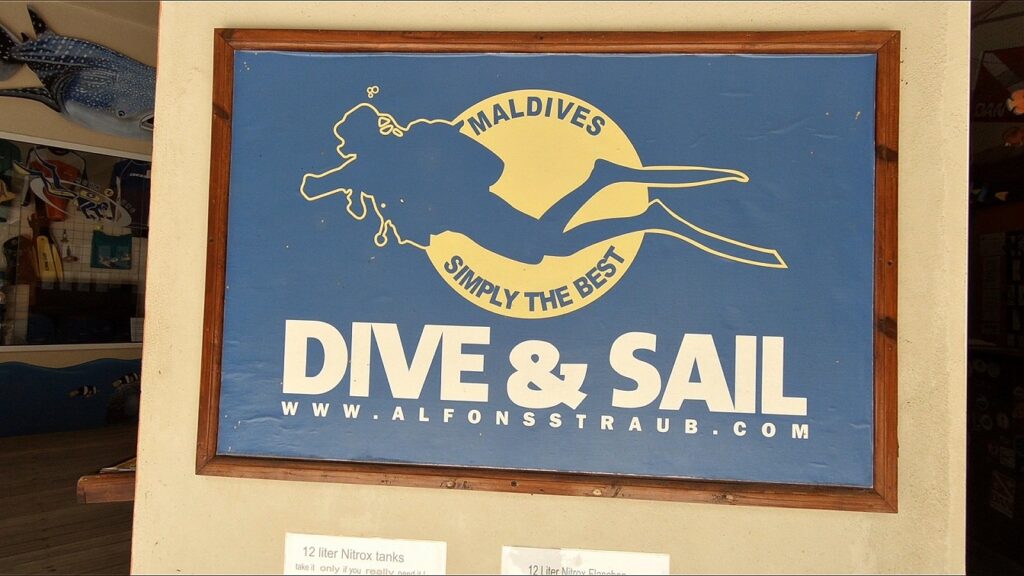 MALDIVES
SIMPLY THE BEST
DIVE & SAIL
WWW.ALFONSSTRAUB.COM
12 liter Nitrox tanks
take it only if you really need it !
12 Liter Nitrox Flaschen